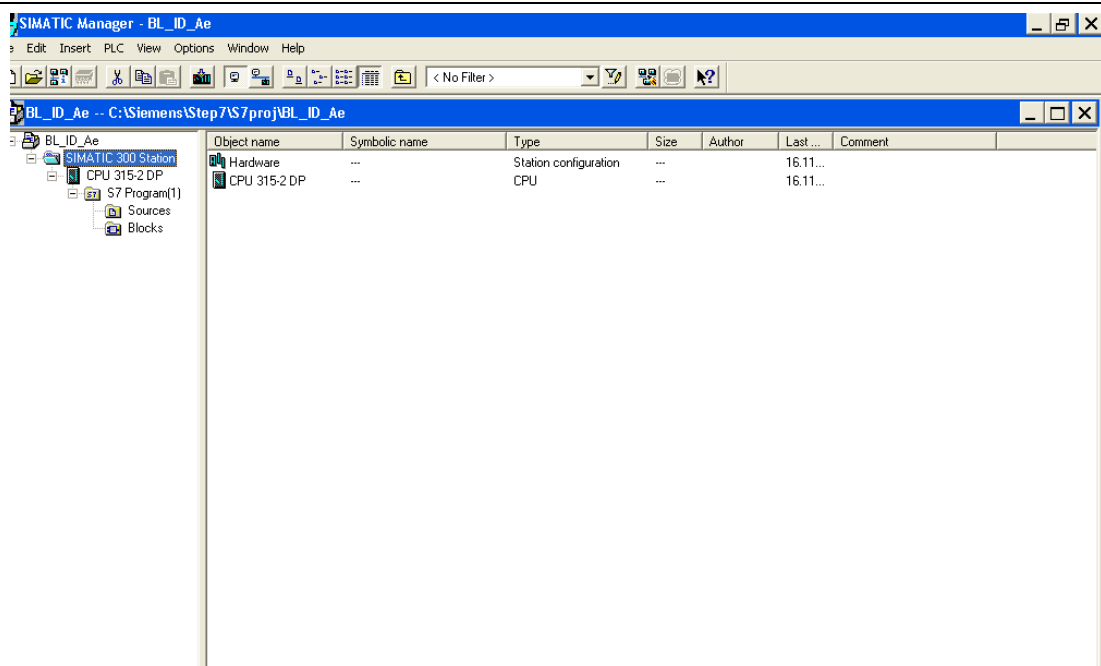 SIMATIC Manager - BL_ID_Ae
Edit Insert PLC View Options Window Help
< No Filter >
BL_ID_Ae -- C:\Siemens\Step7\S7proj\BL_ID_Ae
BL_ID_Ae
SIMATIC 300 Station
CPU 315-2 DP
S7 Program(1)
Sources
Blocks
Object name Symbolic name Type Size Author Last ... Comment
Hardware --- Station configuration --- 16.11...
CPU 315-2 DP --- CPU --- 16.11...